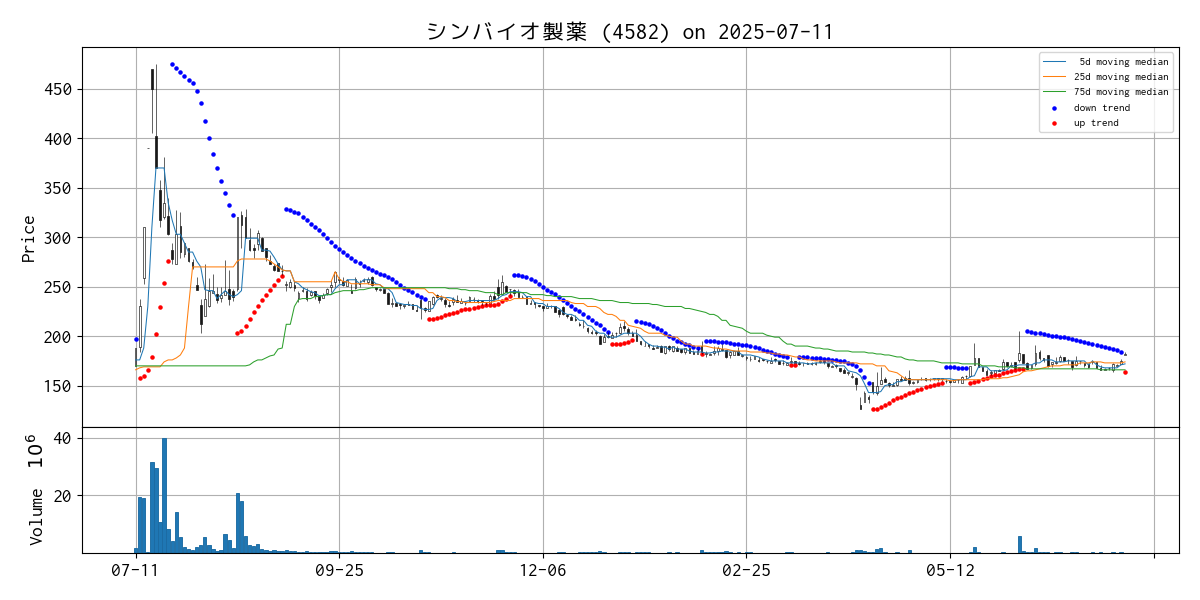 シンバイオ製薬 (4582) on 2025-07-11
5d moving median
25d moving median
75d moving median
down trend
up trend
Price
450
400
350
300
250
200
150
Volume 10^6
40
20
07-11
09-25
12-06
02-25
05-12